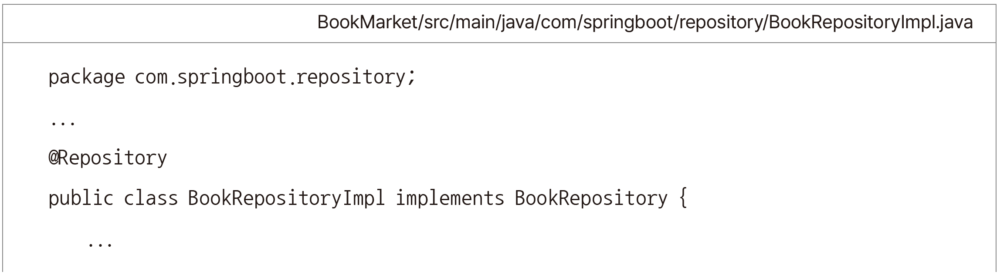 BookMarket/src/main/java/com/springboot/repository/BookRepositoryImpl.java
package com.springboot.repository;
...
@Repository
public class BookRepositoryImpl implements BookRepository {
...